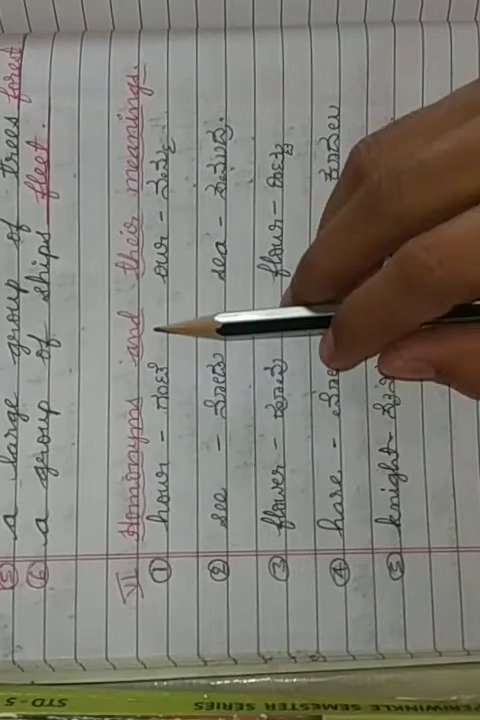 ⑤ a large group of trees forest
⑥ a group of ships fleet.
VI Homonyms and their meanings.
① hour - ಗಂಟೆ our - ನಮ್ಮ
② see - ನೋಡು sea - ಸಮುದ್ರ.
③ flower - ಹೂವು flour - ಹಿಟ್ಟು
④ hare - ಕೂದಲು
⑤ knight -
STD-5
PERIWINKLE SEMESTER SERIES